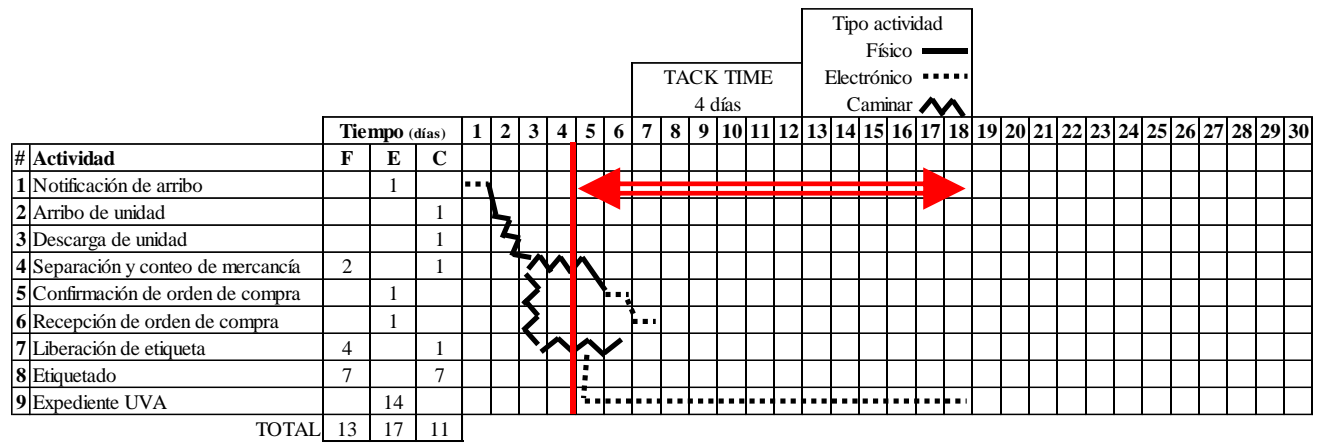 Tipo actividad
Físico
TACK TIME Electrónico
4 días Caminar
Tiempo (días) 1 2 3 4 5 6 7 8 9 10 11 12 13 14 15 16 17 18 19 20 21 22 23 24 25 26 27 28 29 30
# Actividad F E C
1 Notificación de arribo 1
2 Arribo de unidad 1
3 Descarga de unidad 1
4 Separación y conteo de mercancía 2 1
5 Confirmación de orden de compra 1
6 Recepción de orden de compra 1
7 Liberación de etiqueta 4 1
8 Etiquetado 7 7
9 Expediente UVA 14
TOTAL 13 17 11